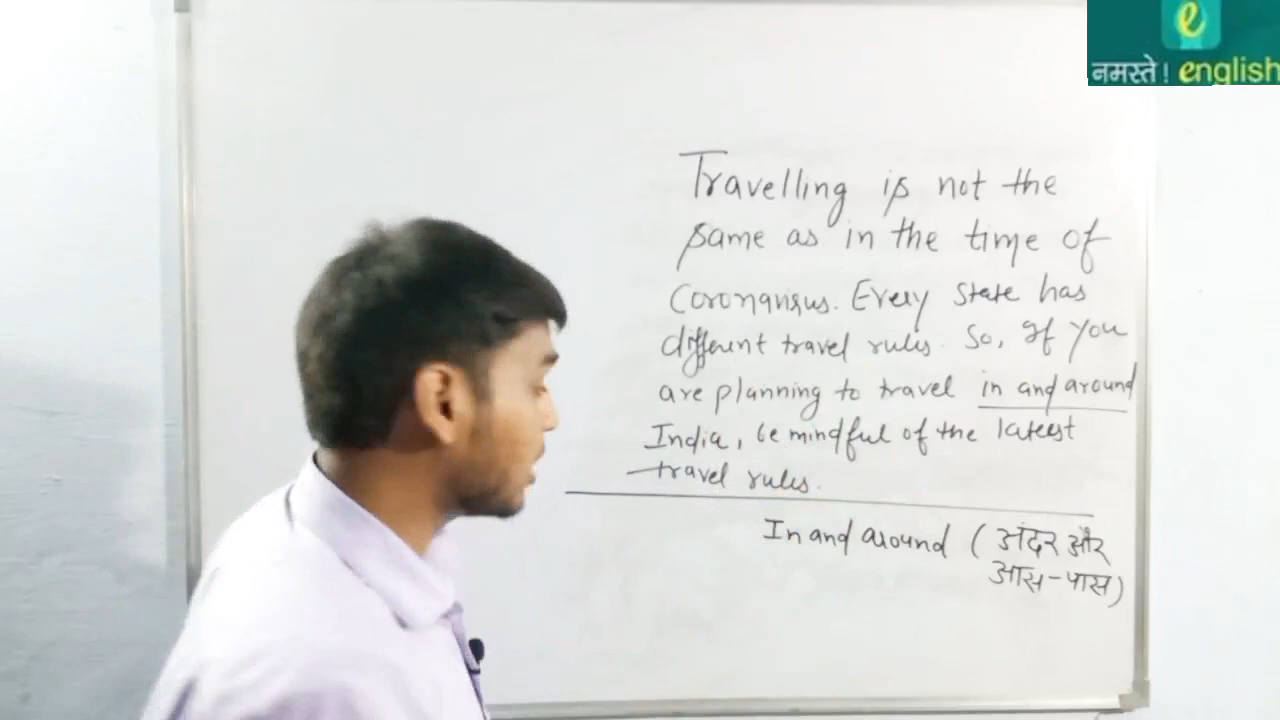 e
नमस्ते! english
Travelling is not the
same as in the time of
Coronavirus. Every State has
different travel rules. So, If you
are planning to travel in and around
India, be mindful of the latest
travel rules.
In and around (अंदर और
आस-पास)